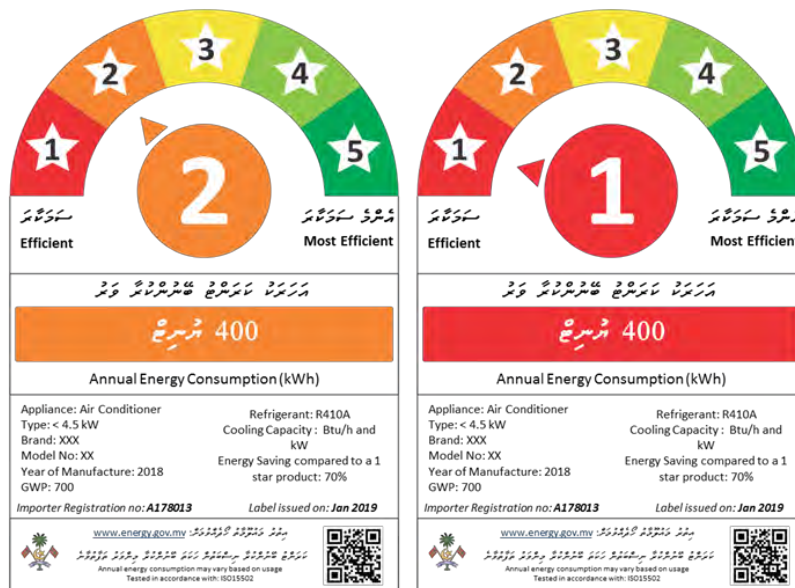 1
2
3
4
5
2
ސަމަކާރަ
Efficient
އެންމެ ސަމަކާރަ
Most Efficient
އަހަރަކު ކަރަންޓު ބޭނުންކުރާ ވަރު
400 ޔުނިޓް
Annual Energy Consumption (kWh)
Appliance: Air Conditioner
Type: < 4.5 kW
Brand: XXX
Model No: XX
Year of Manufacture: 2018
GWP: 700
Refrigerant: R410A
Cooling Capacity : Btu/h and
kW
Energy Saving compared to a 1
star product: 70%
Importer Registration no: A178013
Label issued on: Jan 2019
އިތުރު މަޢުލޫމާތު ހޯއްދެވުމަށް: www.energy.gov.mv
Annual energy consumption may vary based on usage
Tested in accordance with: ISO15502
1
2
3
4
5
1
ސަމަކާރަ
Efficient
އެންމެ ސަމަކާރަ
Most Efficient
އަހަރަކު ކަރަންޓު ބޭނުންކުރާ ވަރު
400 ޔުނިޓް
Annual Energy Consumption (kWh)
Appliance: Air Conditioner
Type: < 4.5 kW
Brand: XXX
Model No: XX
Year of Manufacture: 2018
GWP: 700
Refrigerant: R410A
Cooling Capacity : Btu/h and
kW
Energy Saving compared to a 1
star product: 70%
Importer Registration no: A178013
Label issued on: Jan 2019
އިތުރު މަޢުލޫމާތު ހޯއްދެވުމަށް: www.energy.gov.mv
Annual energy consumption may vary based on usage
Tested in accordance with: ISO15502